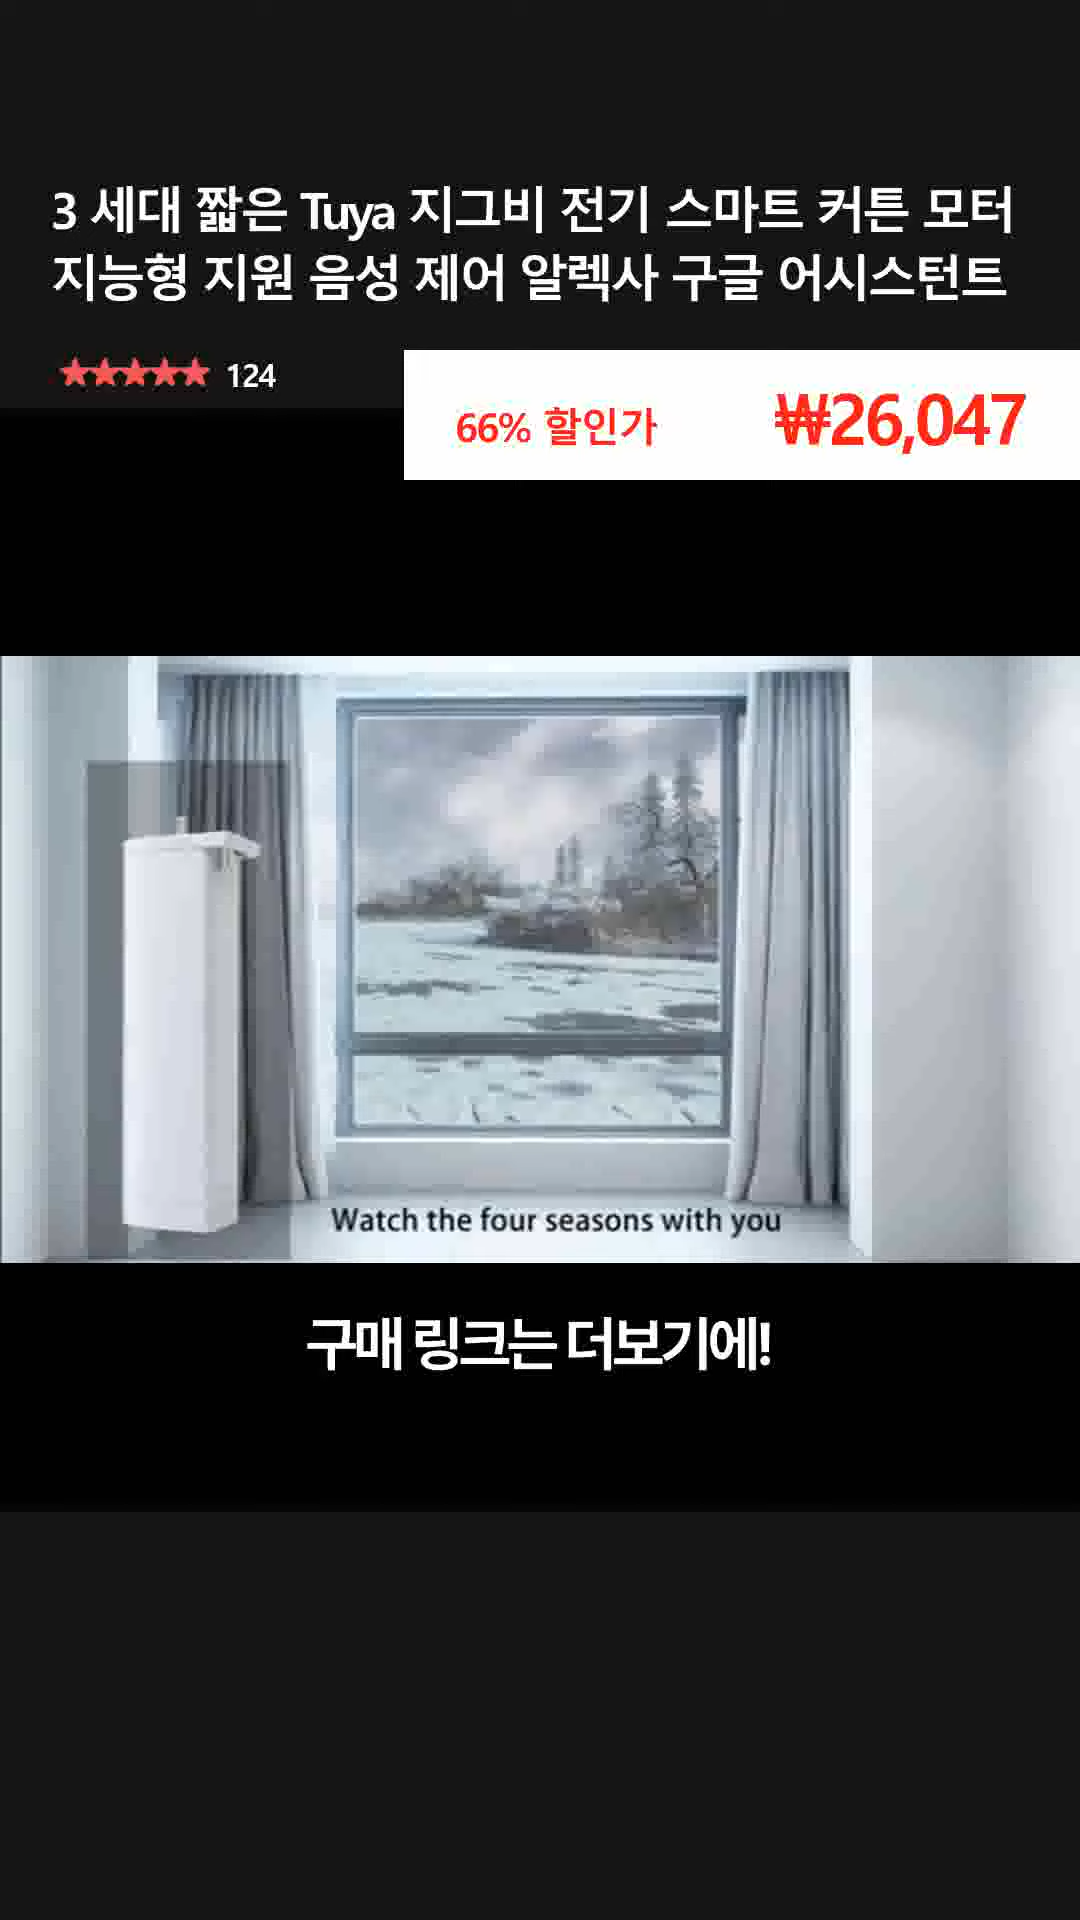 3 세대 짧은 Tuya 지그비 전기 스마트 커튼 모터
지능형 지원 음성 제어 알렉사 구글 어시스턴트
★★★★★ 124
66% 할인가 ₩26,047
Watch the four seasons with you
구매 링크는 더보기에!